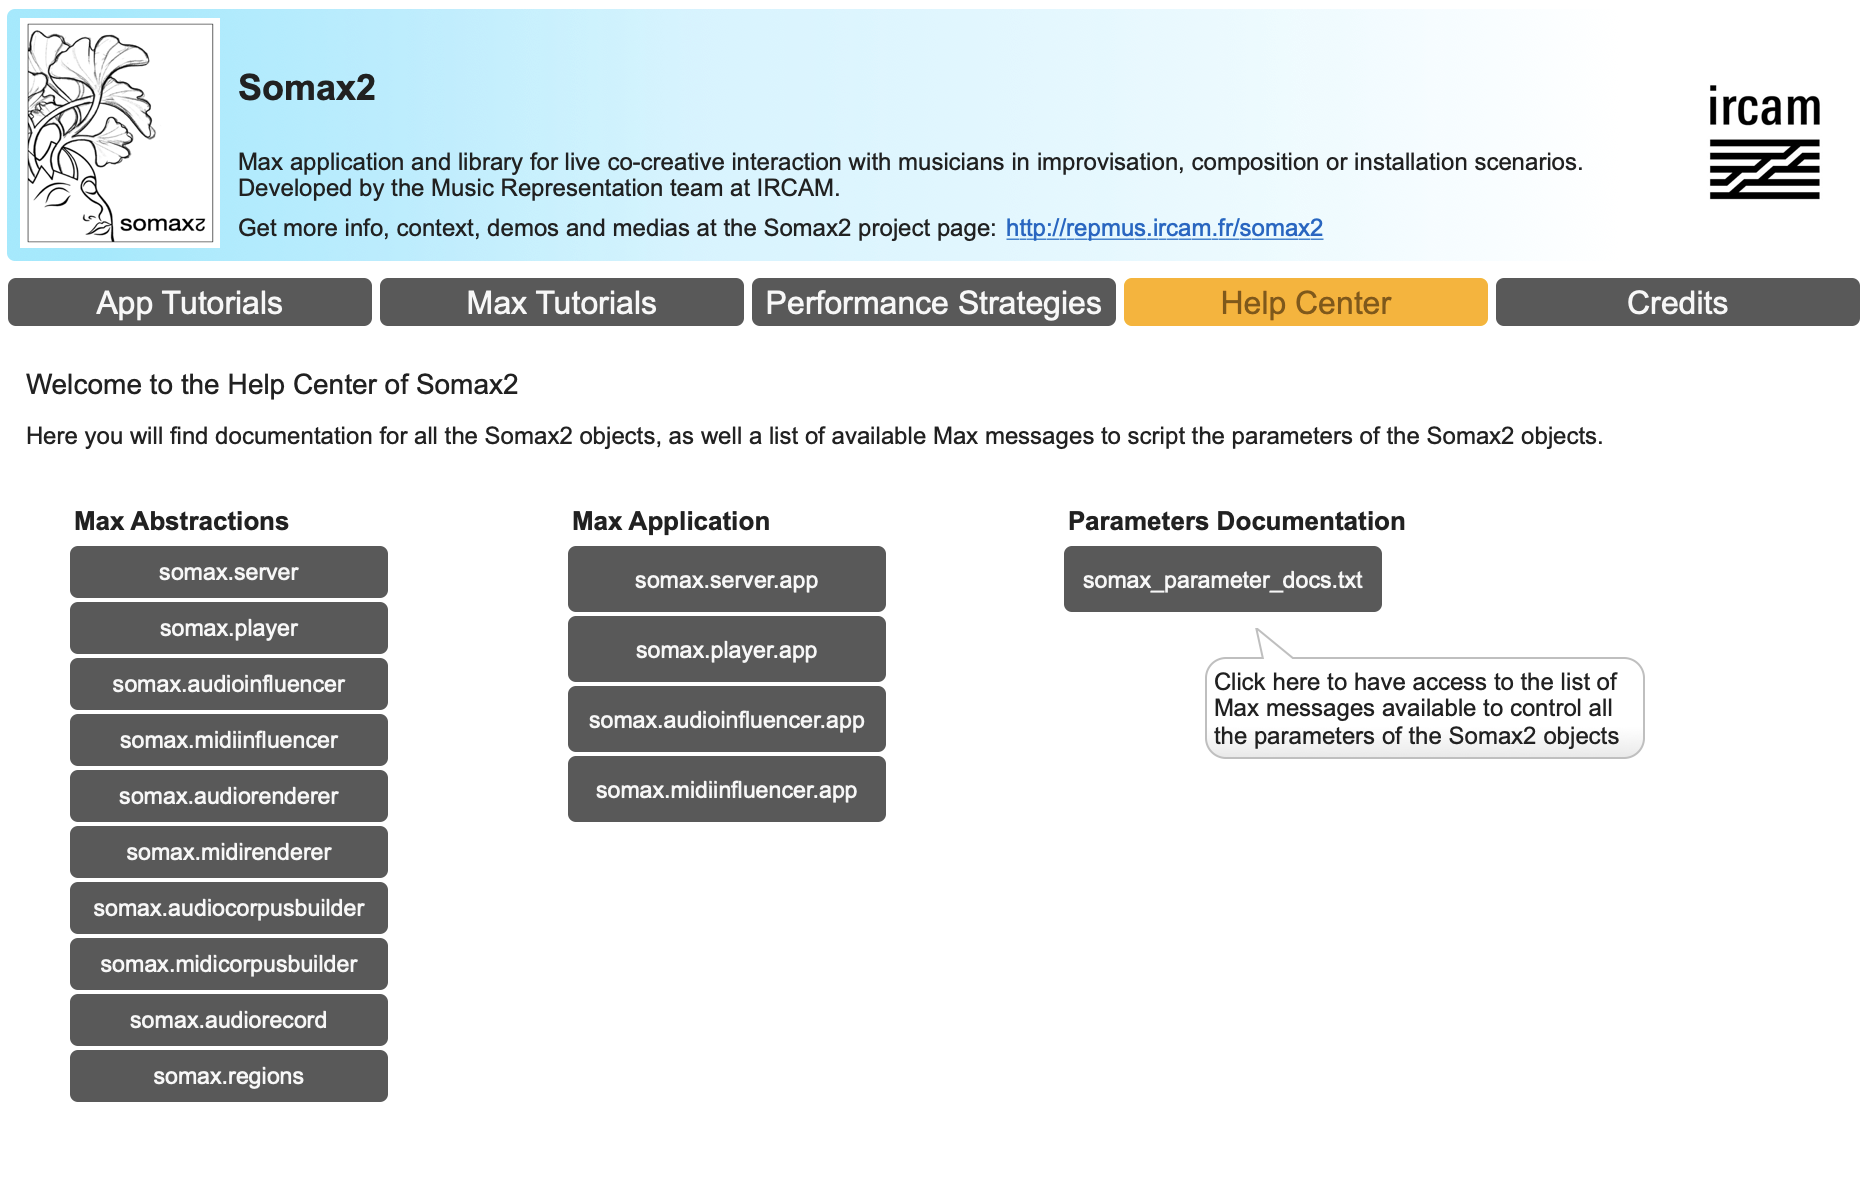 somax2
Somax2
Max application and library for live co-creative interaction with musicians in improvisation, composition or installation scenarios.
Developed by the Music Representation team at IRCAM.
Get more info, context, demos and medias at the Somax2 project page: http://repmus.ircam.fr/somax2
ircam
App Tutorials
Max Tutorials
Performance Strategies
Help Center
Credits
Welcome to the Help Center of Somax2
Here you will find documentation for all the Somax2 objects, as well a list of available Max messages to script the parameters of the Somax2 objects.
Max Abstractions
somax.server
somax.player
somax.audioinfluencer
somax.midiinfluencer
somax.audiorenderer
somax.midirenderer
somax.audiocorpusbuilder
somax.midicorpusbuilder
somax.audiorecord
somax.regions
Max Application
somax.server.app
somax.player.app
somax.audioinfluencer.app
somax.midiinfluencer.app
Parameters Documentation
somax_parameter_docs.txt
Click here to have access to the list of
Max messages available to control all
the parameters of the Somax2 objects